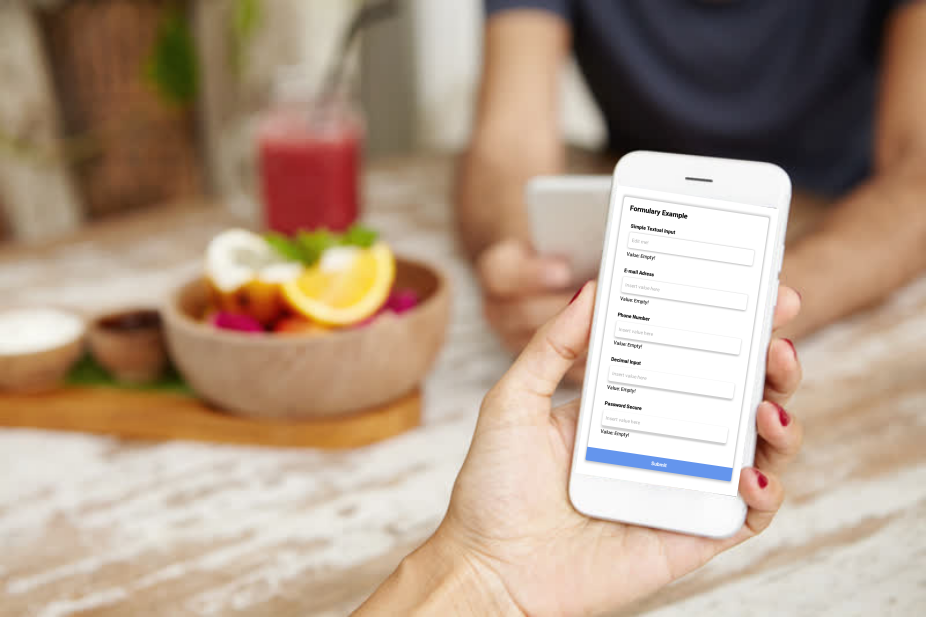 Formulary Example
Simple Textual Input
Edit me!
Value: Empty!
E-mail Adress
Insert value here
Value: Empty!
Phone Number
Insert value here
Value: Empty!
Decimal Input
Insert value here
Value: Empty!
Password Secure
Insert value here
Value: Empty!
Submit